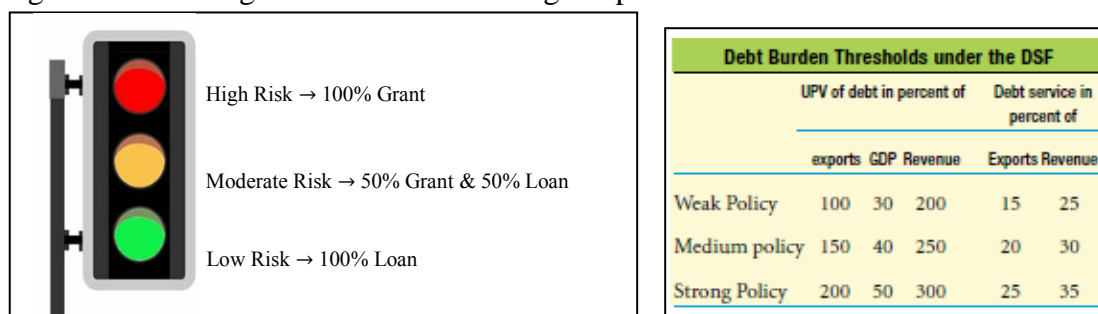 High Risk → 100% Grant
Moderate Risk → 50% Grant & 50% Loan
Low Risk → 100% Loan
Debt Burden Thresholds under the DSF
UPV of debt in percent of Debt service in
percent of
exports GDP Revenue Exports Revenue
Weak Policy 100 30 200 15 25
Medium policy 150 40 250 20 30
Strong Policy 200 50 300 25 35